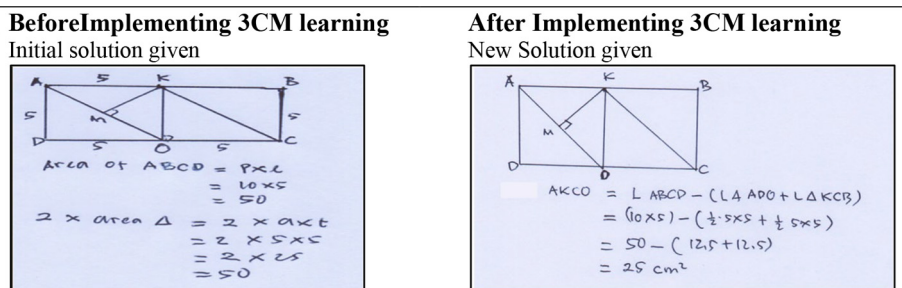 BeforeImplementing 3CM learning
Initial solution given
A 5 K B
5 M 5
D 5 O 5 C
Area of ABCD = P×l
= 10×5
= 50
2 × area Δ = 2 × a×t
= 2 × 5×5
= 2 × 25
= 50
After Implementing 3CM learning
New Solution given
A K B
M
D O C
AKCO = L ABCD - (LΔ ADO + LΔ KCB)
= (10×5) - (½·5×5 + ½ 5×5)
= 50 - (12,5 + 12,5)
= 25 cm²